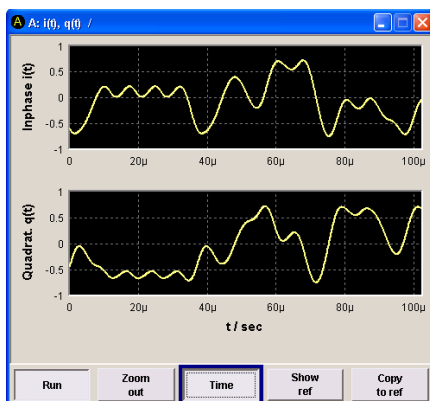 A A: i(t), q(t) /
Inphase i(t)
1
0.5
0
-0.5
-1
0 20µ 40µ 60µ 80µ 100µ
Quadrat. q(t)
1
0.5
0
-0.5
-1
0 20µ 40µ 60µ 80µ 100µ
t / sec
Run
Zoom
out
Time
Show
ref
Copy
to ref